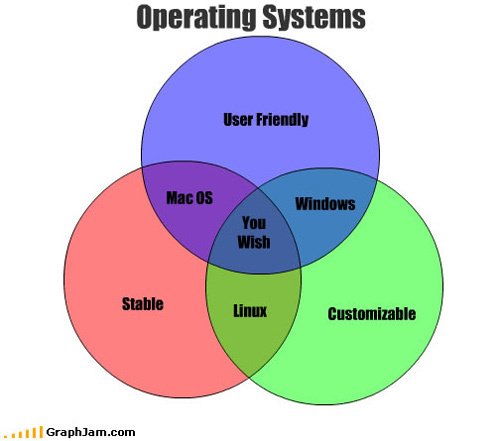 Operating Systems
User Friendly
Mac OS
Windows
You
Wish
Stable
Linux
Customizable
GraphJam.com